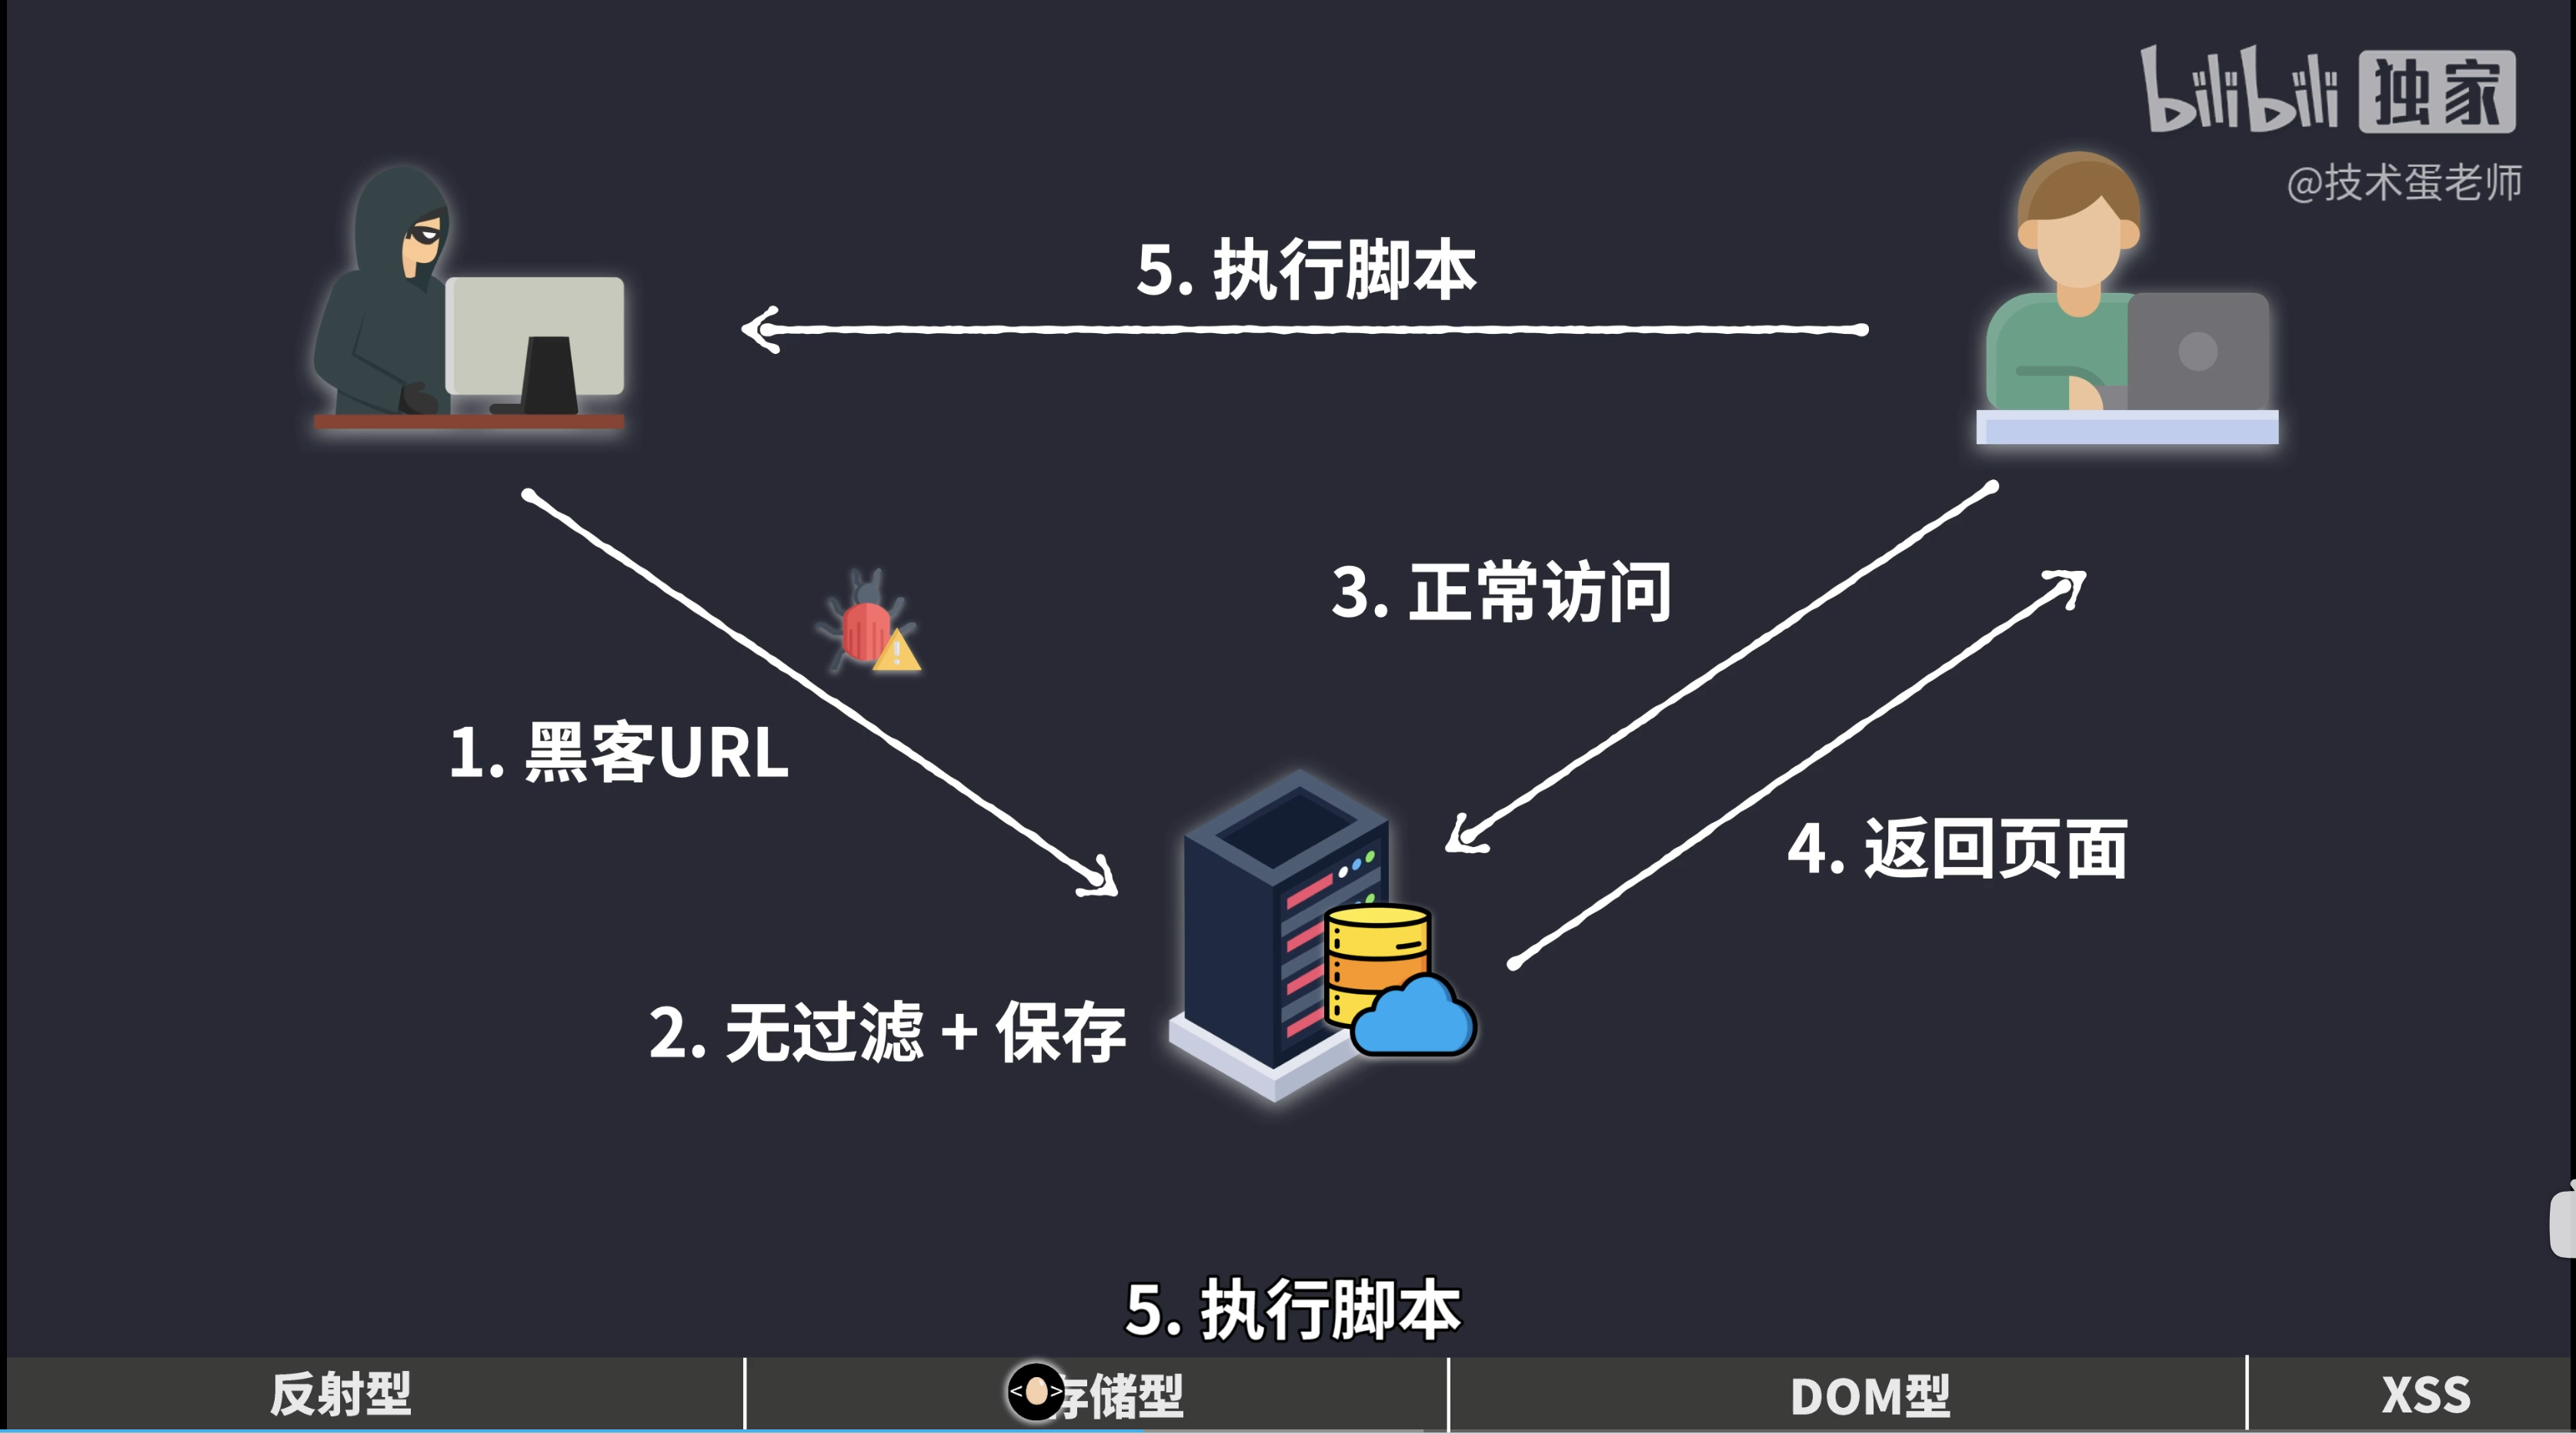 bilibili 独家
@技术蛋老师
5. 执行脚本
3. 正常访问
1. 黑客URL
4. 返回页面
2. 无过滤 + 保存
5. 执行脚本
反射型
< > 存储型
DOM型
XSS